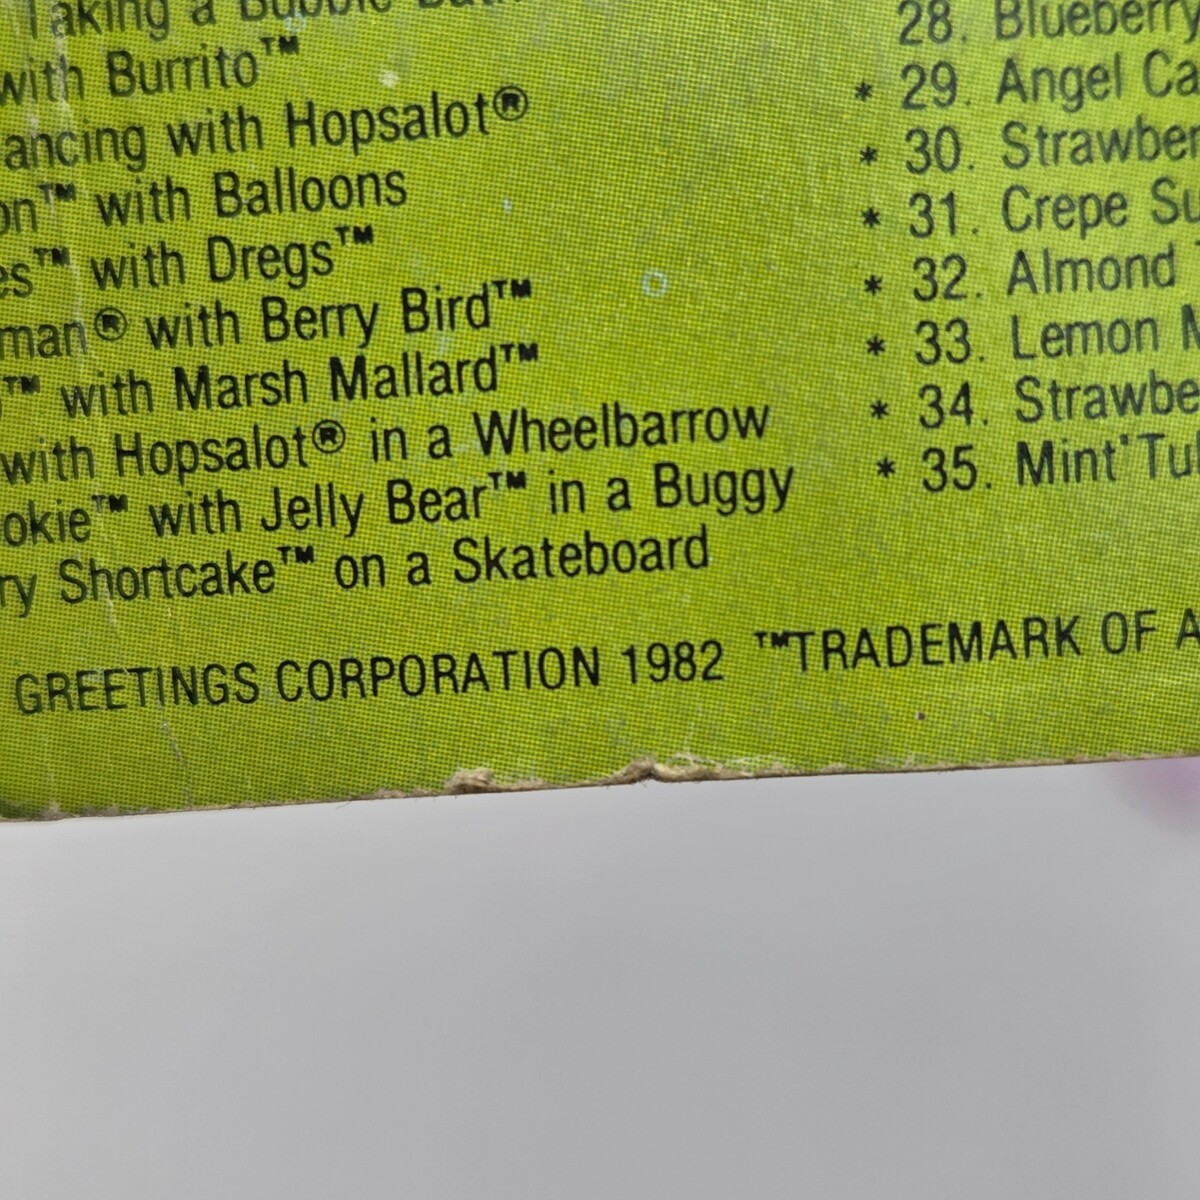 Taking a Bubble
with Burrito™
ancing with Hopsalot®
on™ with Balloons
es™ with Dregs™
man® with Berry Bird™
™ with Marsh Mallard™
with Hopsalot® in a Wheelbarrow
okie™ with Jelly Bear™ in a Buggy
ry Shortcake™ on a Skateboard
28. Blueberry
* 29. Angel Ca
* 30. Strawber
* 31. Crepe Su
* 32. Almond
* 33. Lemon M
* 34. Strawbe
* 35. Mint Tu
GREETINGS CORPORATION 1982 ™TRADEMARK OF A